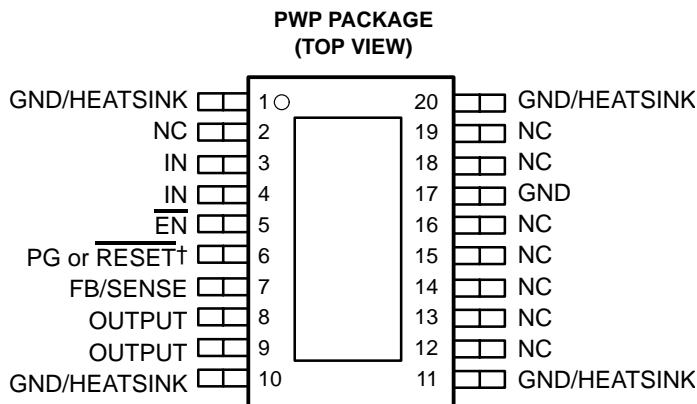 PWP PACKAGE
(TOP VIEW)
GND/HEATSINK 1 20 GND/HEATSINK
NC 2 19 NC
IN 3 18 NC
IN 4 17 GND
EN 5 16 NC
PG or RESET† 6 15 NC
FB/SENSE 7 14 NC
OUTPUT 8 13 NC
OUTPUT 9 12 NC
GND/HEATSINK 10 11 GND/HEATSINK